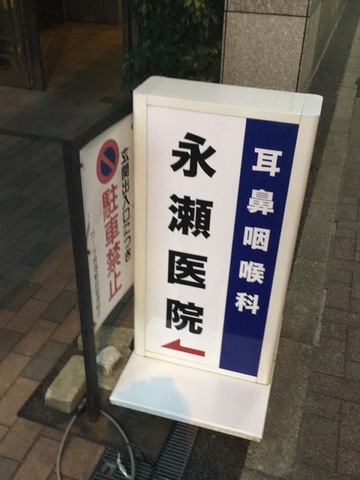 耳鼻咽喉科
永瀬医院
玄関出入口につき
駐車禁止